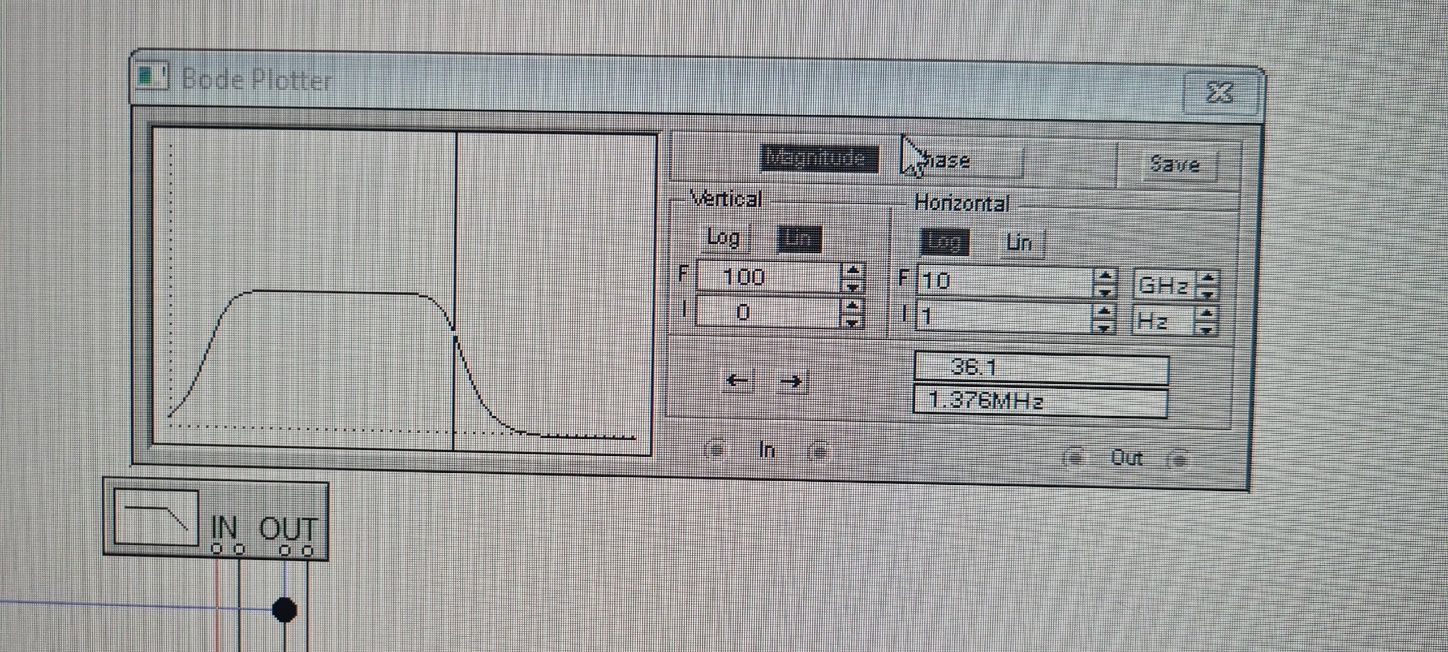 Bode Plotter
Magnitude Phase Save
Vertical Horizontal
Log Lin Log Lin
F 100 F 10 GHz
I 0 I 1 Hz
← → 36.1
1.376MHz
In Out
IN OUT